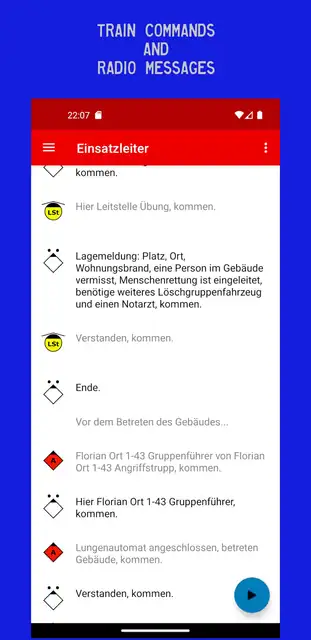 TRAIN COMMANDS
AND
RADIO MESSAGES
22:07
Einsatzleiter
kommen.
LSt
Hier Leitstelle Übung, kommen.
Lagemeldung: Platz, Ort,
Wohnungsbrand, eine Person im Gebäude
vermisst, Menschenrettung ist eingeleitet,
benötige weiteres Löschgruppenfahrzeug
und einen Notarzt, kommen.
LSt
Verstanden, kommen.
Ende.
Vor dem Betreten des Gebäudes...
A
Florian Ort 1-43 Gruppenführer von Florian
Ort 1-43 Angriffstrupp, kommen.
Hier Florian Ort 1-43 Gruppenführer,
kommen.
A
Lungenautomat angeschlossen, betreten
Gebäude, kommen.
Verstanden, kommen.